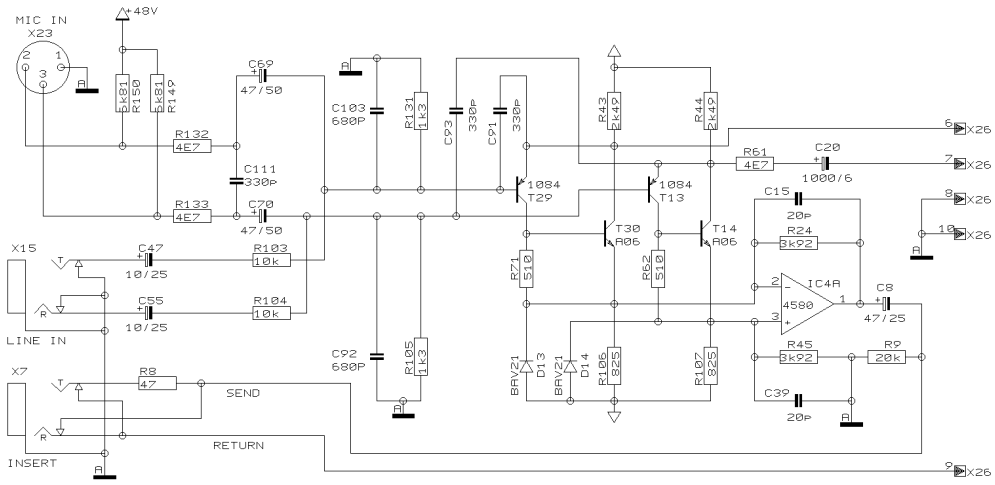 +48V
MIC IN
X23
2
1
3
A
5k81
R150
5k81
R149
R132
4E7
C111
330P
R133
4E7
C69
47/50
C70
47/50
A
C103
680P
R131
1k3
C93
330P
C91
330P
1084
T29
R43
2k49
R44
2k49
1084
T13
R61
4E7
C20
1000/6
6
X26
7
X26
8
X26
10
X26
A
X15
T
R
LINE IN
C47
10/25
R103
10k
C55
10/25
R104
10k
C92
680P
R105
1k3
A
R71
510
T30
A06
R62
510
T14
A06
BAV21
D13
BAV21
D14
R106
825
R107
825
C15
20P
R24
3k92
2
-
3
+
IC4A
4580
1
C8
47/25
R45
3k92
R9
20k
C39
20P
A
X7
T
R
INSERT
R8
47
SEND
RETURN
A
9
X26